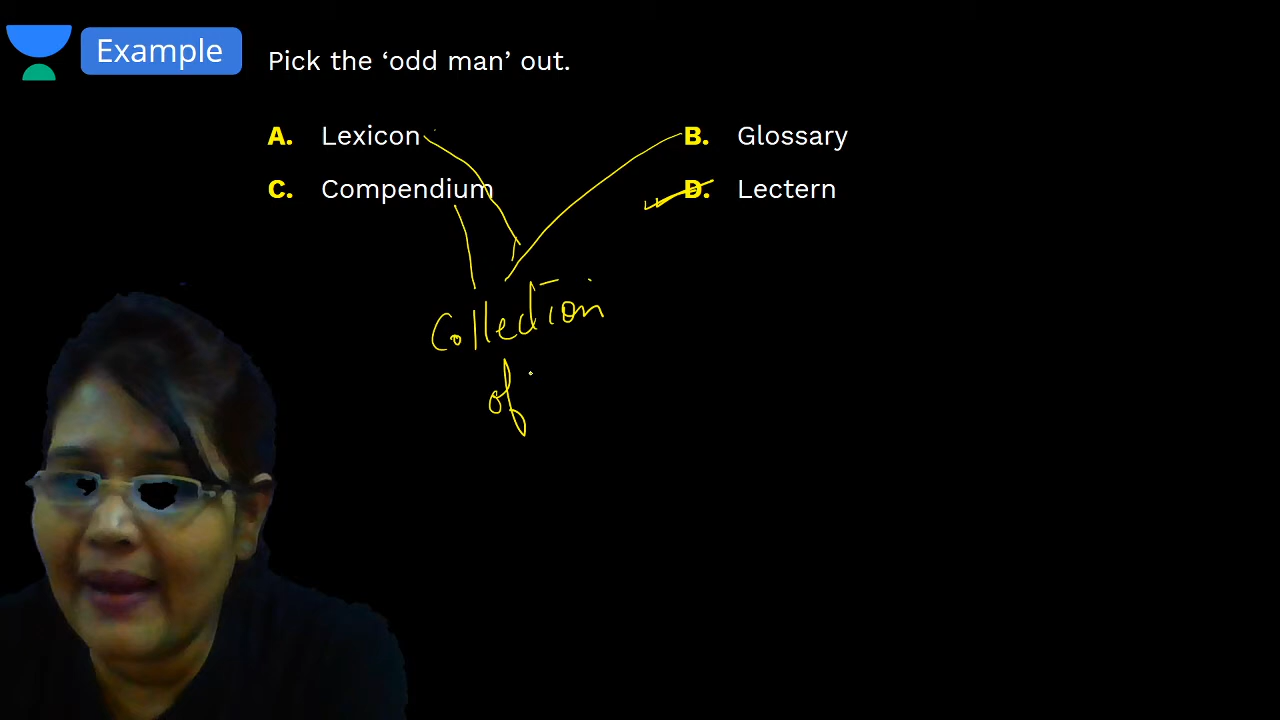 Example
Pick the ‘odd man’ out.
A. Lexicon
B. Glossary
C. Compendium
D. Lectern
Collection
of